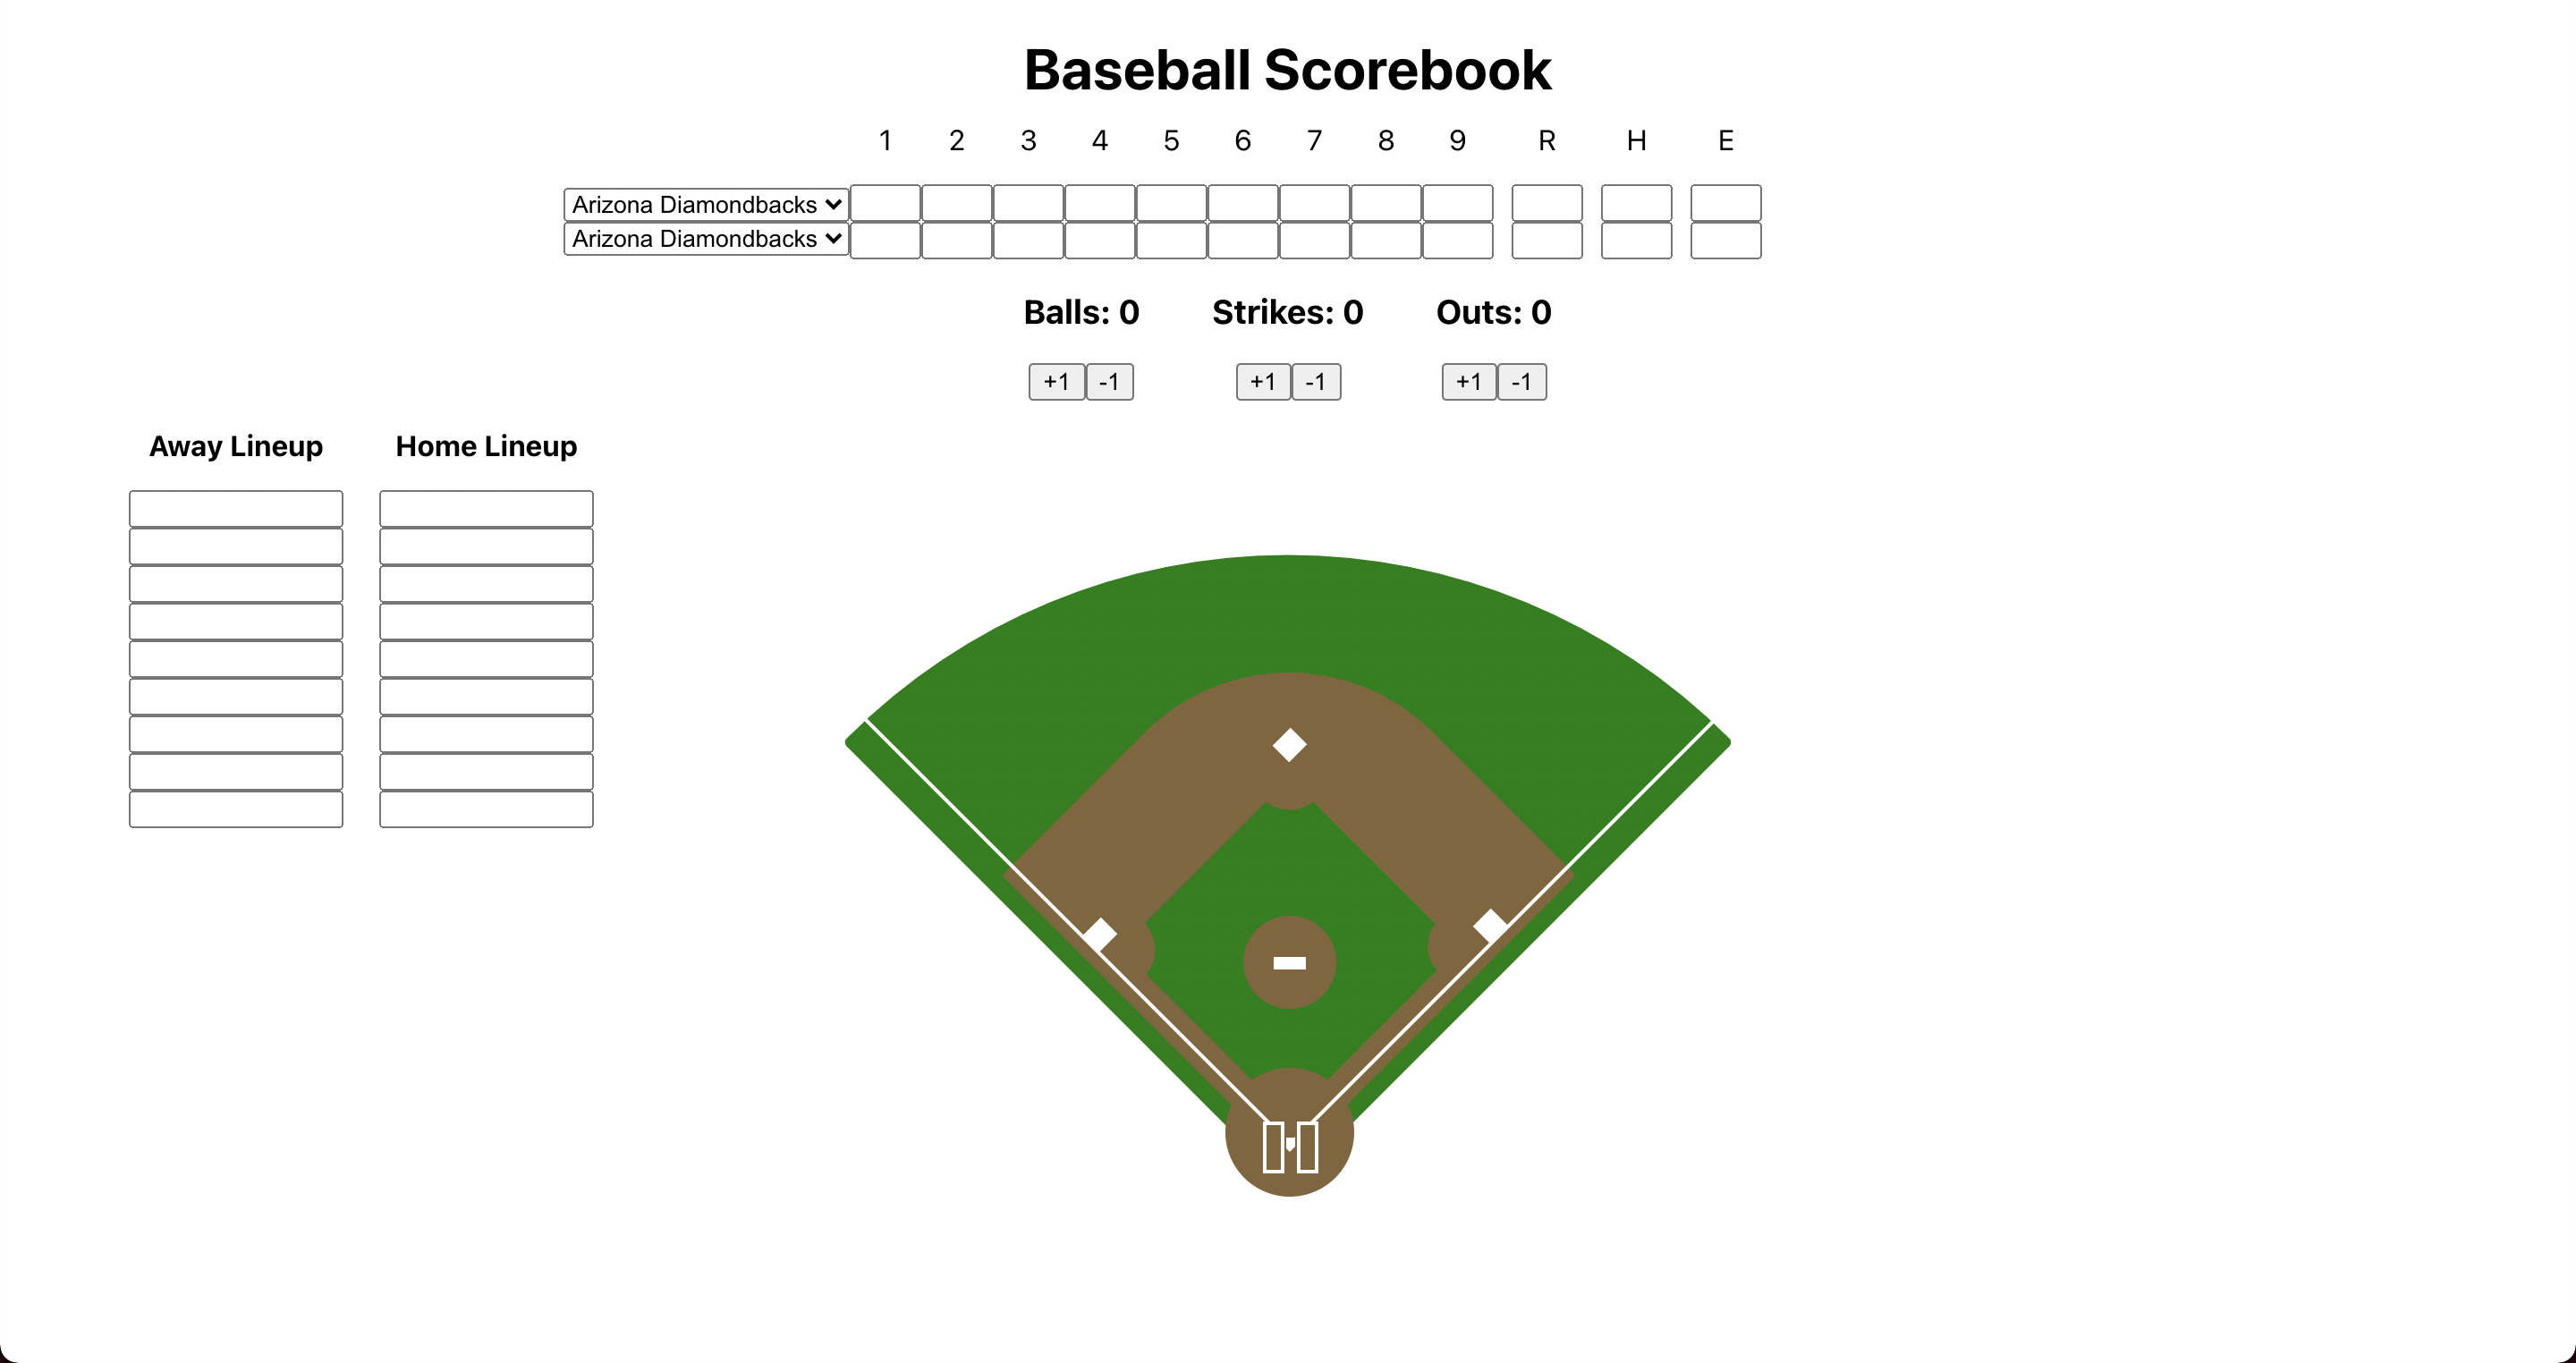 Baseball Scorebook
1 2 3 4 5 6 7 8 9 R H E
Arizona Diamondbacks
Arizona Diamondbacks
Balls: 0 Strikes: 0 Outs: 0
+1 -1 +1 -1 +1 -1
Away Lineup Home Lineup